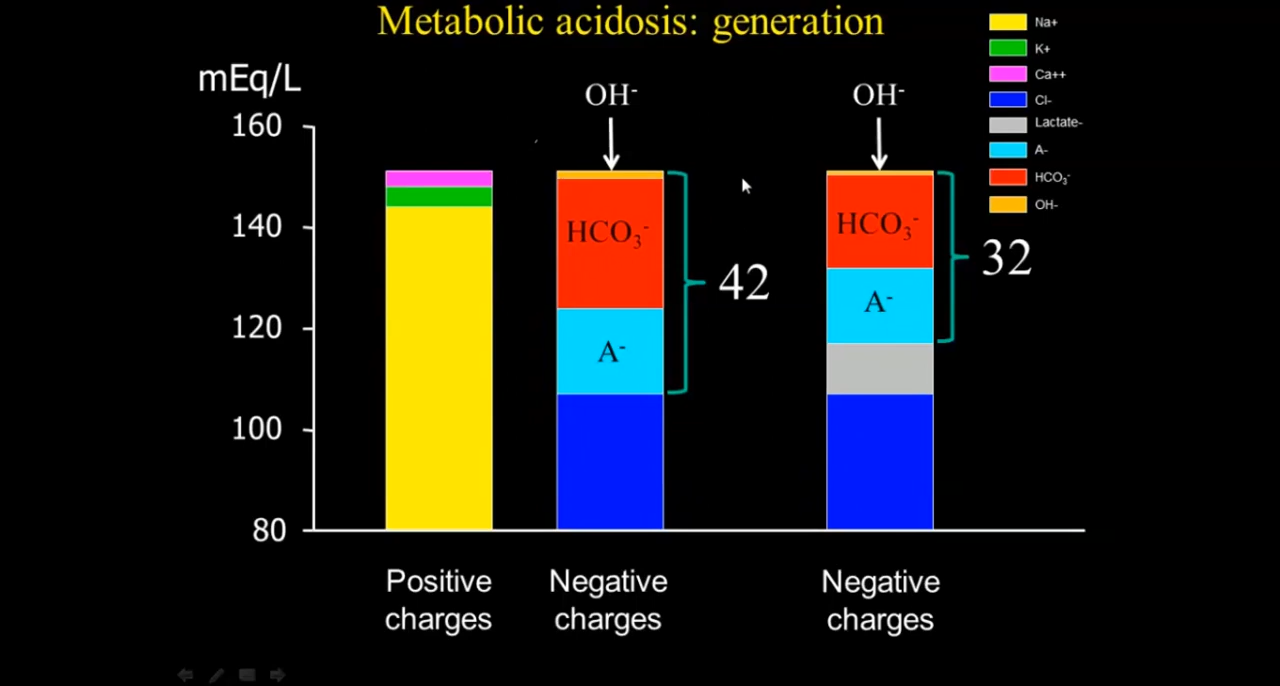 Metabolic acidosis: generation
Na+
K+
Ca++
Cl-
Lactate-
A-
HCO₃⁻
OH-
mEq/L
OH⁻
OH⁻
160
140
120
100
80
HCO₃⁻
A⁻
42
HCO₃⁻
A⁻
32
Positive
charges
Negative
charges
Negative
charges